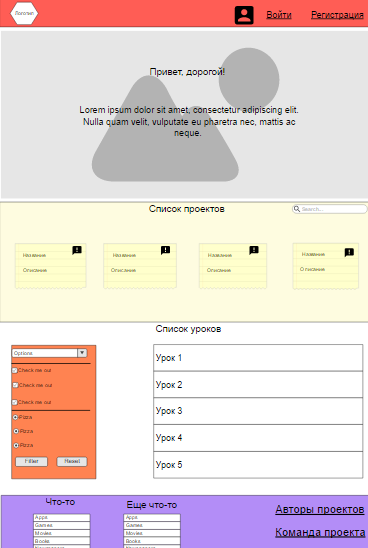 Логотип
Войти
Регистрация
Привет, дорогой!
Lorem ipsum dolor sit amet, consectetur adipiscing elit.
Nulla quam velit, vulputate eu pharetra nec, mattis ac
neque.
Список проектов
Search...
Название
Описание
Название
Описание
Название
Описание
Название
Описание
Список уроков
Options
Check me out
Check me out
Check me out
Pizza
Pizza
Pizza
Filter
Reset
Урок 1
Урок 2
Урок 3
Урок 4
Урок 5
Что-то
Apps
Games
Movies
Books
Еще что-то
Apps
Games
Movies
Books
Авторы проектов
Команда проекта